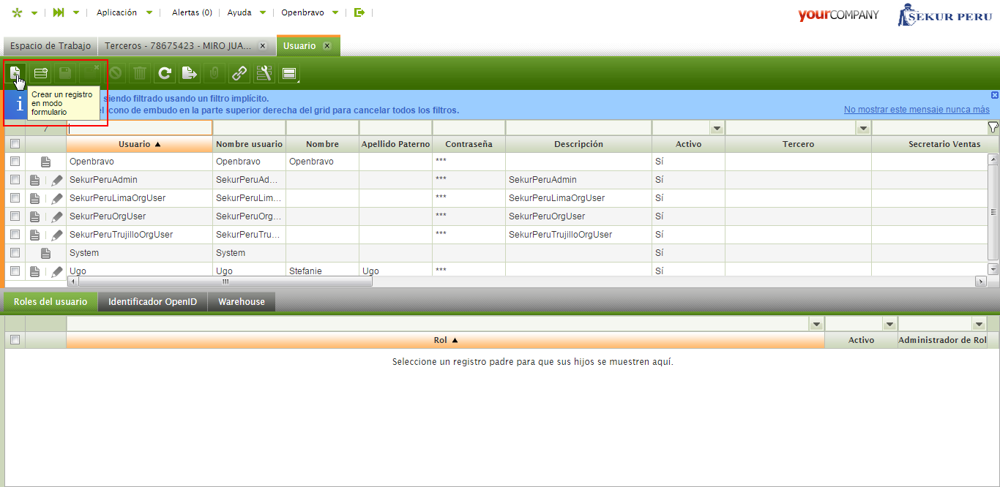 Aplicación Alertas (0) Ayuda Openbravo
yourCOMPANY SEKUR PERU
Espacio de Trabajo Terceros - 78675423 - MIRO JUA... Usuario
Crear un registro
en modo
formulario
siendo filtrado usando un filtro implícito.
icono de embudo en la parte superior derecha del grid para cancelar todos los filtros.
No mostrar este mensaje nunca más
7
Usuario Nombre usuario Nombre Apellido Paterno Contraseña Descripción Activo Tercero Secretario Ventas
Openbravo Openbravo Openbravo *** Sí
SekurPeruAdmin SekurPeruAd... *** SekurPeruAdmin Sí
SekurPeruLimaOrgUser SekurPeruLim... *** SekurPeruLimaOrgUser Sí
SekurPeruOrgUser SekurPeruOrg... *** SekurPeruOrgUser Sí
SekurPeruTrujilloOrgUser SekurPeruTru... *** SekurPeruTrujilloOrgUser Sí
System System Sí
Ugo Ugo Stefanie Ugo *** Sí
Roles del usuario Identificador OpenID Warehouse
Rol Activo Administrador de Rol
Seleccione un registro padre para que sus hijos se muestren aquí.